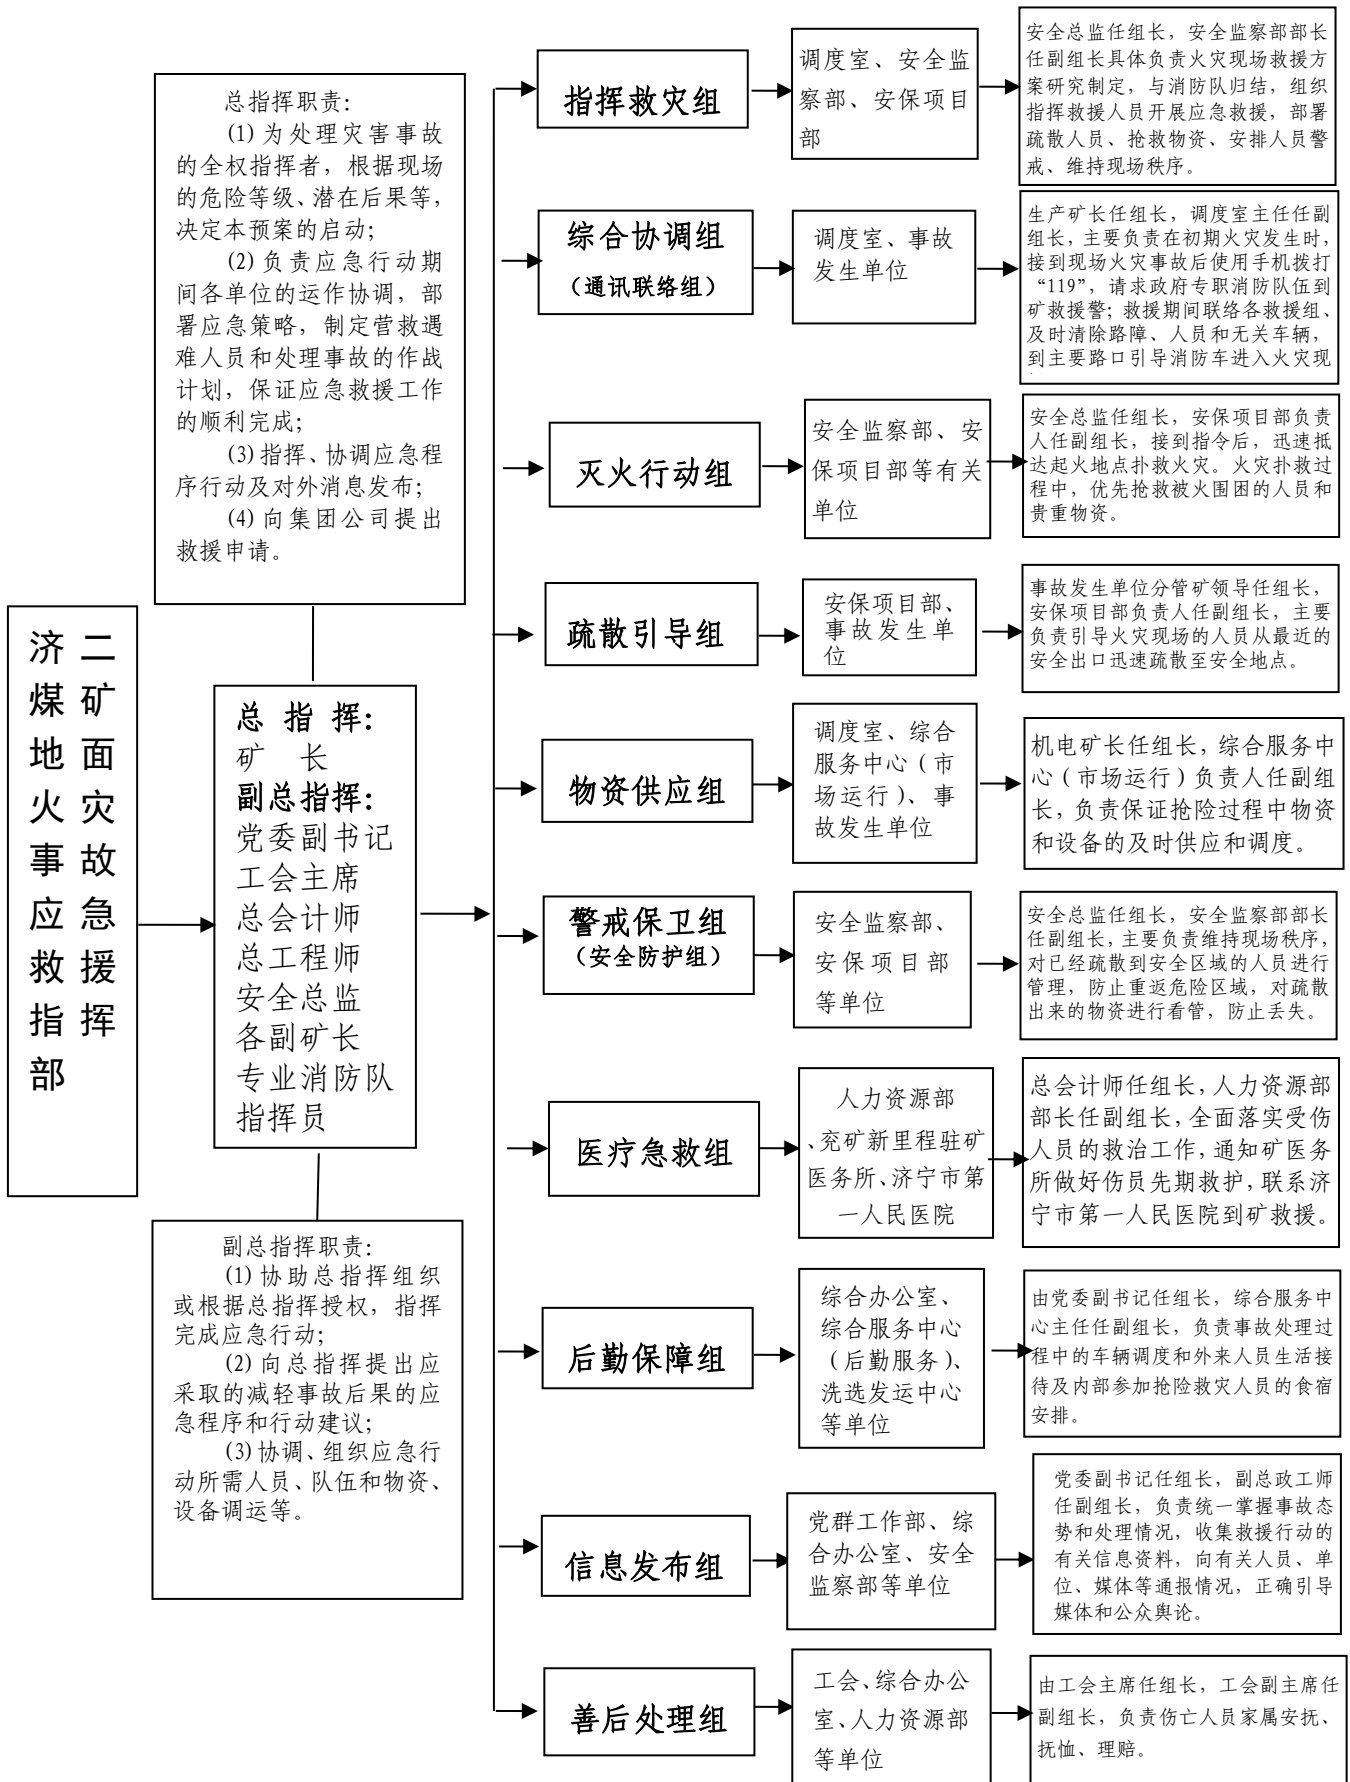 济二
煤矿
地面
火灾
事故
应急
救援
指挥
部
总指挥职责：
(1)为处理灾害事故
的全权指挥者，根据现场
的危险等级、潜在后果等，
决定本预案的启动；
(2)负责应急行动期
间各单位的运作协调，部
署应急策略，制定营救遇
难人员和处理事故的作战
计划，保证应急救援工作
的顺利完成；
(3)指挥、协调应急程
序行动及对外消息发布；
(4)向集团公司提出
救援申请。
总 指 挥：
矿 长
副总指挥：
党委副书记
工会主席
总会计师
总工程师
安全总监
各副矿长
专业消防队
指挥员
副总指挥职责：
(1)协助总指挥组织
或根据总指挥授权，指挥
完成应急行动；
(2)向总指挥提出应
采取的减轻事故后果的应
急程序和行动建议；
(3)协调、组织应急行
动所需人员、队伍和物资、
设备调运等。
指挥救灾组
调度室、安全监
察部、安保项目
部
安全总监任组长，安全监察部部长
任副组长具体负责火灾现场救援方
案研究制定，与消防队归结，组织
指挥救援人员开展应急救援，部署
疏散人员、抢救物资、安排人员警
戒、维持现场秩序。
综合协调组
（通讯联络组）
调度室、事故
发生单位
生产矿长任组长，调度室主任任副
组长，主要负责在初期火灾发生时，
接到现场火灾事故后使用手机拨打
“119”，请求政府专职消防队伍到
矿救援警；救援期间联络各救援组、
及时清除路障、人员和无关车辆，
到主要路口引导消防车进入火灾现
灭火行动组
安全监察部、安
保项目部等有关
单位
安全总监任组长，安保项目部负责
人任副组长，接到指令后，迅速抵
达起火地点扑救火灾。火灾扑救过
程中，优先抢救被火围困的人员和
贵重物资。
疏散引导组
安保项目部、
事故发生单
位
事故发生单位分管矿领导任组长，
安保项目部负责人任副组长，主要
负责引导火灾现场的人员从最近的
安全出口迅速疏散至安全地点。
物资供应组
调度室、综合
服务中心（市
场运行）、事
故发生单位
机电矿长任组长，综合服务中
心（市场运行）负责人任副组
长，负责保证抢险过程中物资
和设备的及时供应和调度。
警戒保卫组
（安全防护组）
安全监察部、
安保项目部
等单位
安全总监任组长，安全监察部部长
任副组长，主要负责维持现场秩序，
对已经疏散到安全区域的人员进行
管理，防止重返危险区域，对疏散
出来的物资进行看管，防止丢失。
医疗急救组
人力资源部
、兖矿新里程驻矿
医务所、济宁市第
一人民医院
总会计师任组长，人力资源部
部长任副组长，全面落实受伤
人员的救治工作，通知矿医务
所做好伤员先期救护，联系济
宁市第一人民医院到矿救援。
后勤保障组
综合办公室、
综合服务中心
（后勤服务）、
洗选发运中心
等单位
由党委副书记任组长，综合服务中
心主任任副组长，负责事故处理过
程中的车辆调度和外来人员生活接
待及内部参加抢险救灾人员的食宿
安排。
信息发布组
党群工作部、综
合办公室、安全
监察部等单位
党委副书记任组长，副总政工师
任副组长，负责统一掌握事故态
势和处理情况，收集救援行动的
有关信息资料，向有关人员、单
位、媒体等通报情况，正确引导
媒体和公众舆论。
善后处理组
工会、综合办公
室、人力资源部
等单位
由工会主席任组长，工会副主席任
副组长，负责伤亡人员家属安抚、
抚恤、理赔。